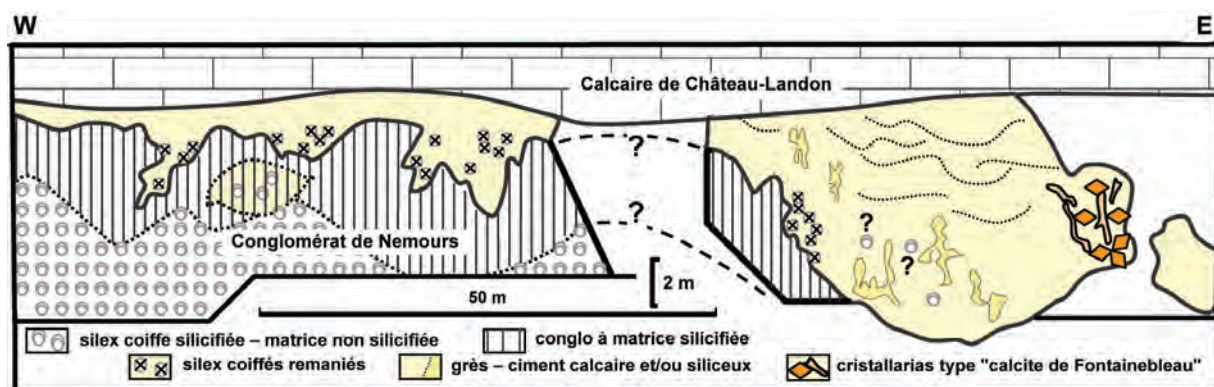 W E
Calcaire de Château-Landon
?
?
?
?
Conglomérat de Nemours
2 m
50 m
silex coiffé silicifiée – matrice non silicifiée
conglo à matrice silicifiée
silex coiffés remaniés
grès – ciment calcaire et/ou siliceux
cristallarias type "calcite de Fontainebleau"